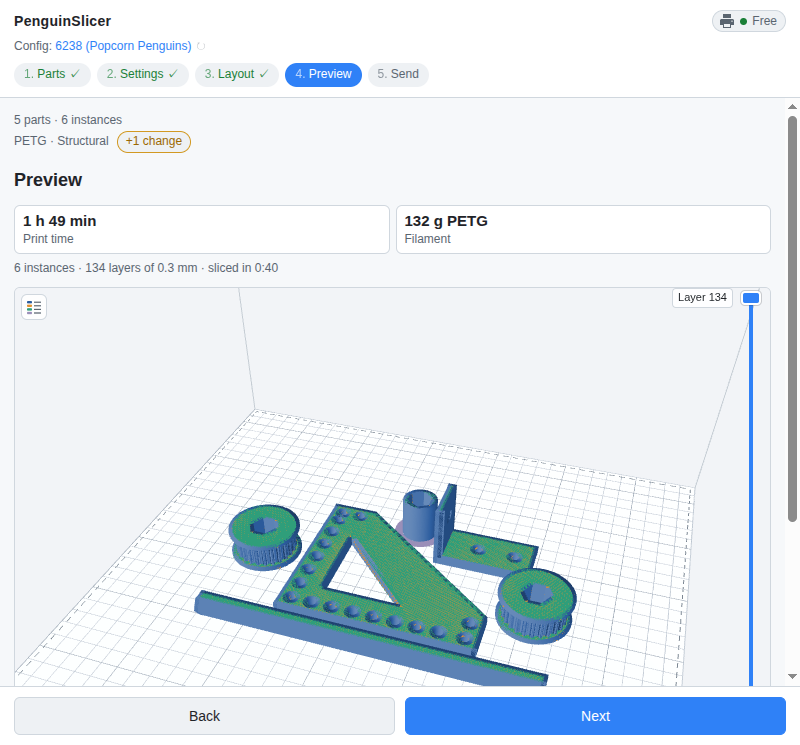 PenguinSlicer
Free
Config: 6238 (Popcorn Penguins)
1. Parts ✓
2. Settings ✓
3. Layout ✓
4. Preview
5. Send
5 parts · 6 instances
PETG · Structural
+1 change
Preview
1 h 49 min
Print time
132 g PETG
Filament
6 instances · 134 layers of 0.3 mm · sliced in 0:40
Layer 134
Back
Next